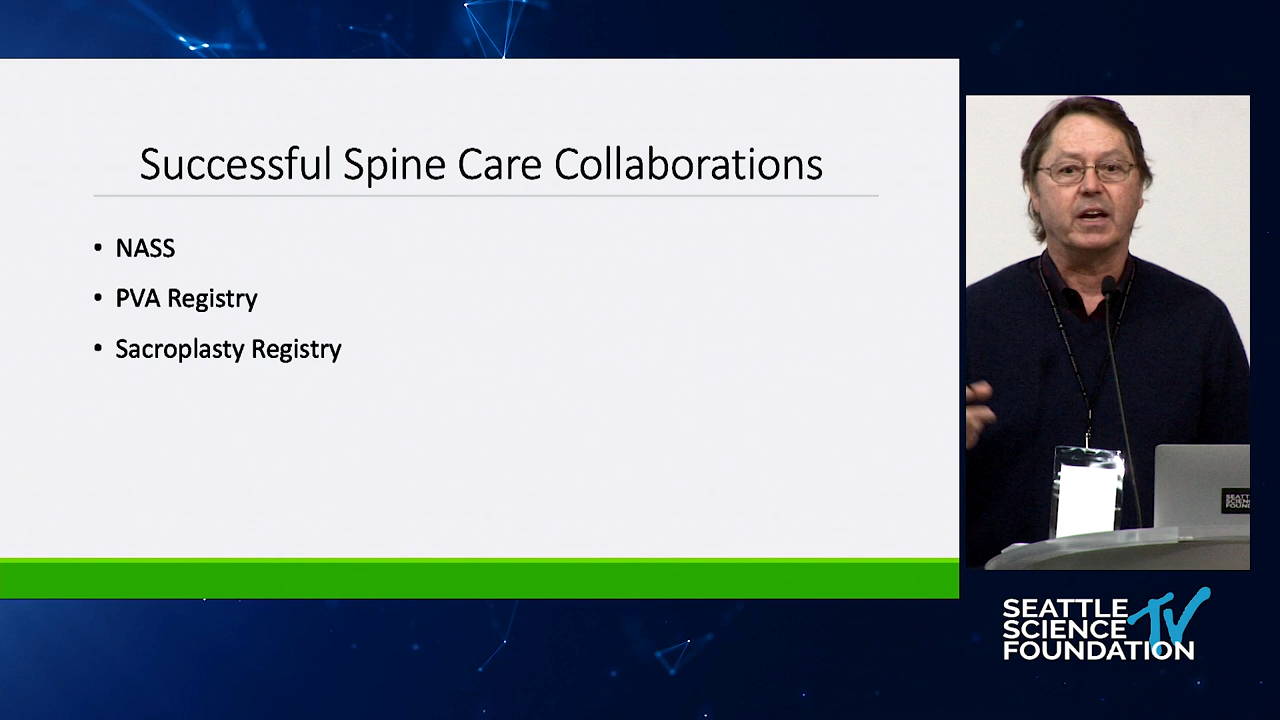 Successful Spine Care Collaborations
• NASS
• PVA Registry
• Sacroplasty Registry
SEATTLE
SCIENCE
FOUNDATION
TV